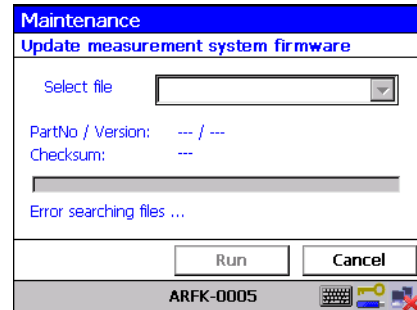 Maintenance
Update measurement system firmware
Select file
PartNo / Version: --- / ---
Checksum: ---
Error searching files ...
Run Cancel
ARFK-0005